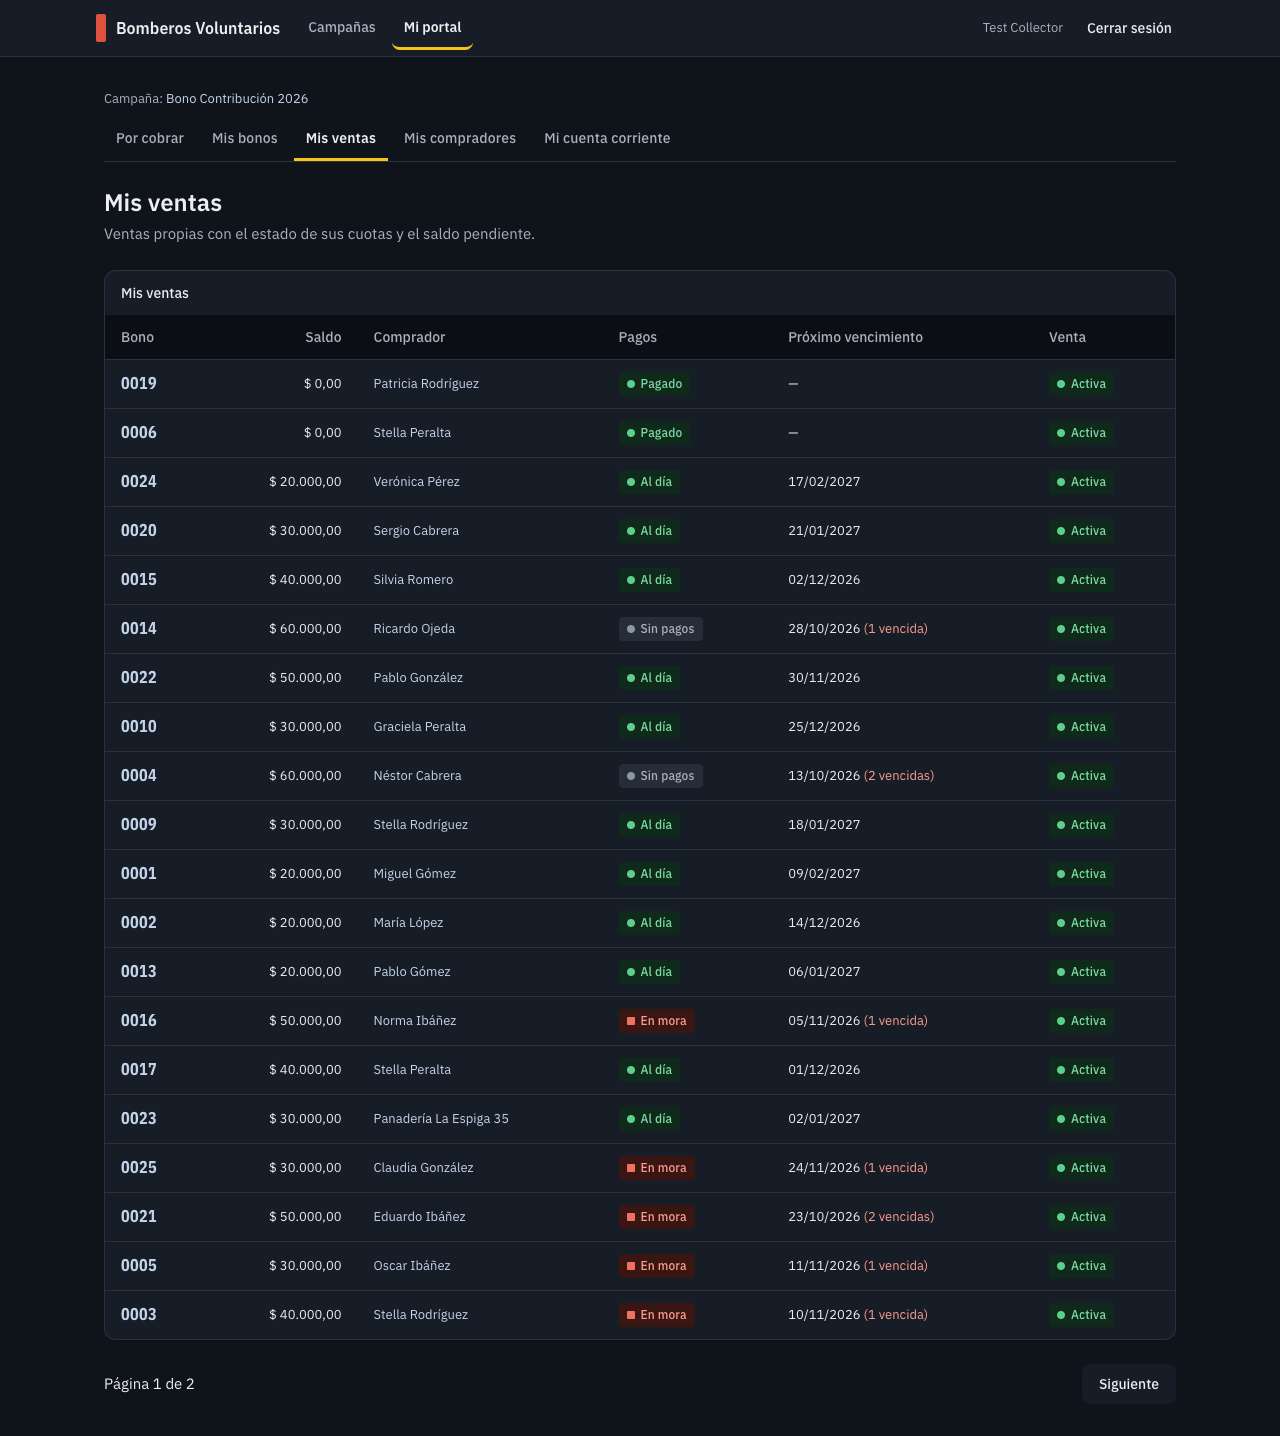 Bomberos Voluntarios Campañas Mi portal Test Collector Cerrar sesión
Campaña: Bono Contribución 2026
Por cobrar Mis bonos Mis ventas Mis compradores Mi cuenta corriente
Mis ventas
Ventas propias con el estado de sus cuotas y el saldo pendiente.
Mis ventas
Bono Saldo Comprador Pagos Próximo vencimiento Venta
0019 $ 0,00 Patricia Rodríguez Pagado — Activa
0006 $ 0,00 Stella Peralta Pagado — Activa
0024 $ 20.000,00 Verónica Pérez Al día 17/02/2027 Activa
0020 $ 30.000,00 Sergio Cabrera Al día 21/01/2027 Activa
0015 $ 40.000,00 Silvia Romero Al día 02/12/2026 Activa
0014 $ 60.000,00 Ricardo Ojeda Sin pagos 28/10/2026 (1 vencida) Activa
0022 $ 50.000,00 Pablo González Al día 30/11/2026 Activa
0010 $ 30.000,00 Graciela Peralta Al día 25/12/2026 Activa
0004 $ 60.000,00 Néstor Cabrera Sin pagos 13/10/2026 (2 vencidas) Activa
0009 $ 30.000,00 Stella Rodríguez Al día 18/01/2027 Activa
0001 $ 20.000,00 Miguel Gómez Al día 09/02/2027 Activa
0002 $ 20.000,00 María López Al día 14/12/2026 Activa
0013 $ 20.000,00 Pablo Gómez Al día 06/01/2027 Activa
0016 $ 50.000,00 Norma Ibáñez En mora 05/11/2026 (1 vencida) Activa
0017 $ 40.000,00 Stella Peralta Al día 01/12/2026 Activa
0023 $ 30.000,00 Panadería La Espiga 35 Al día 02/01/2027 Activa
0025 $ 30.000,00 Claudia González En mora 24/11/2026 (1 vencida) Activa
0021 $ 50.000,00 Eduardo Ibáñez En mora 23/10/2026 (2 vencidas) Activa
0005 $ 30.000,00 Oscar Ibáñez En mora 11/11/2026 (1 vencida) Activa
0003 $ 40.000,00 Stella Rodríguez En mora 10/11/2026 (1 vencida) Activa
Página 1 de 2 Siguiente